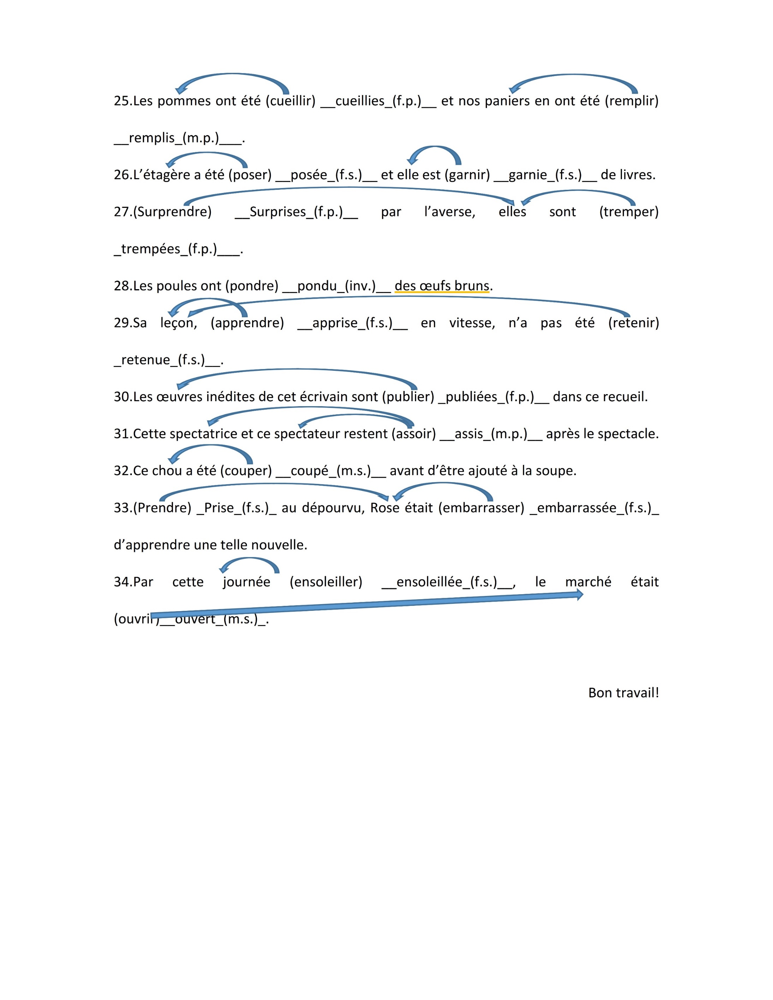 25.Les pommes ont été (cueillir) __cueillies_(f.p.)__ et nos paniers en ont été (remplir)
__remplis_(m.p.)___.
26.L’étagère a été (poser) __posée_(f.s.)__ et elle est (garnir) __garnie_(f.s.)__ de livres.
27.(Surprendre) __Surprises_(f.p.)__ par l’averse, elles sont (tremper)
_trempées_(f.p.)___.
28.Les poules ont (pondre) __pondu_(inv.)__ des œufs bruns.
29.Sa leçon, (apprendre) __apprise_(f.s.)__ en vitesse, n’a pas été (retenir)
_retenue_(f.s.)__.
30.Les œuvres inédites de cet écrivain sont (publier) _publiées_(f.p.)__ dans ce recueil.
31.Cette spectatrice et ce spectateur restent (assoir) __assis_(m.p.)__ après le spectacle.
32.Ce chou a été (couper) __coupé_(m.s.)__ avant d’être ajouté à la soupe.
33.(Prendre) _Prise_(f.s.)_ au dépourvu, Rose était (embarrasser) _embarrassée_(f.s.)_
d’apprendre une telle nouvelle.
34.Par cette journée (ensoleiller) __ensoleillée_(f.s.)__, le marché était
(ouvrir)__ouvert_(m.s.)_.
Bon travail!